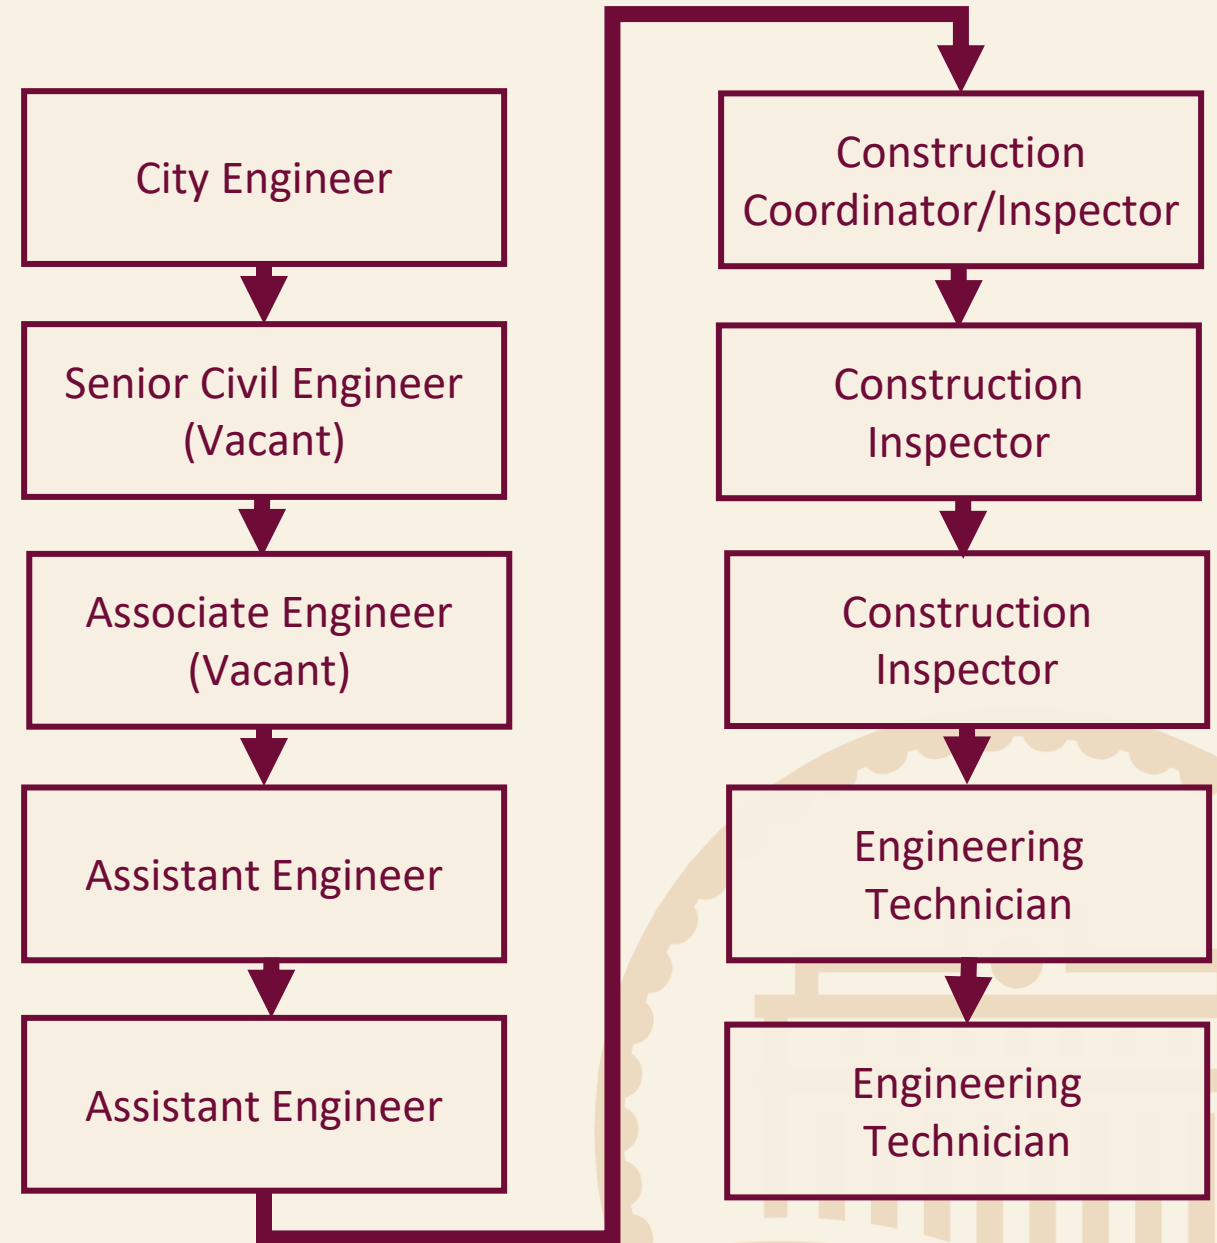 City Engineer
Senior Civil Engineer
(Vacant)
Associate Engineer
(Vacant)
Assistant Engineer
Assistant Engineer
Construction
Coordinator/Inspector
Construction
Inspector
Construction
Inspector
Engineering
Technician
Engineering
Technician